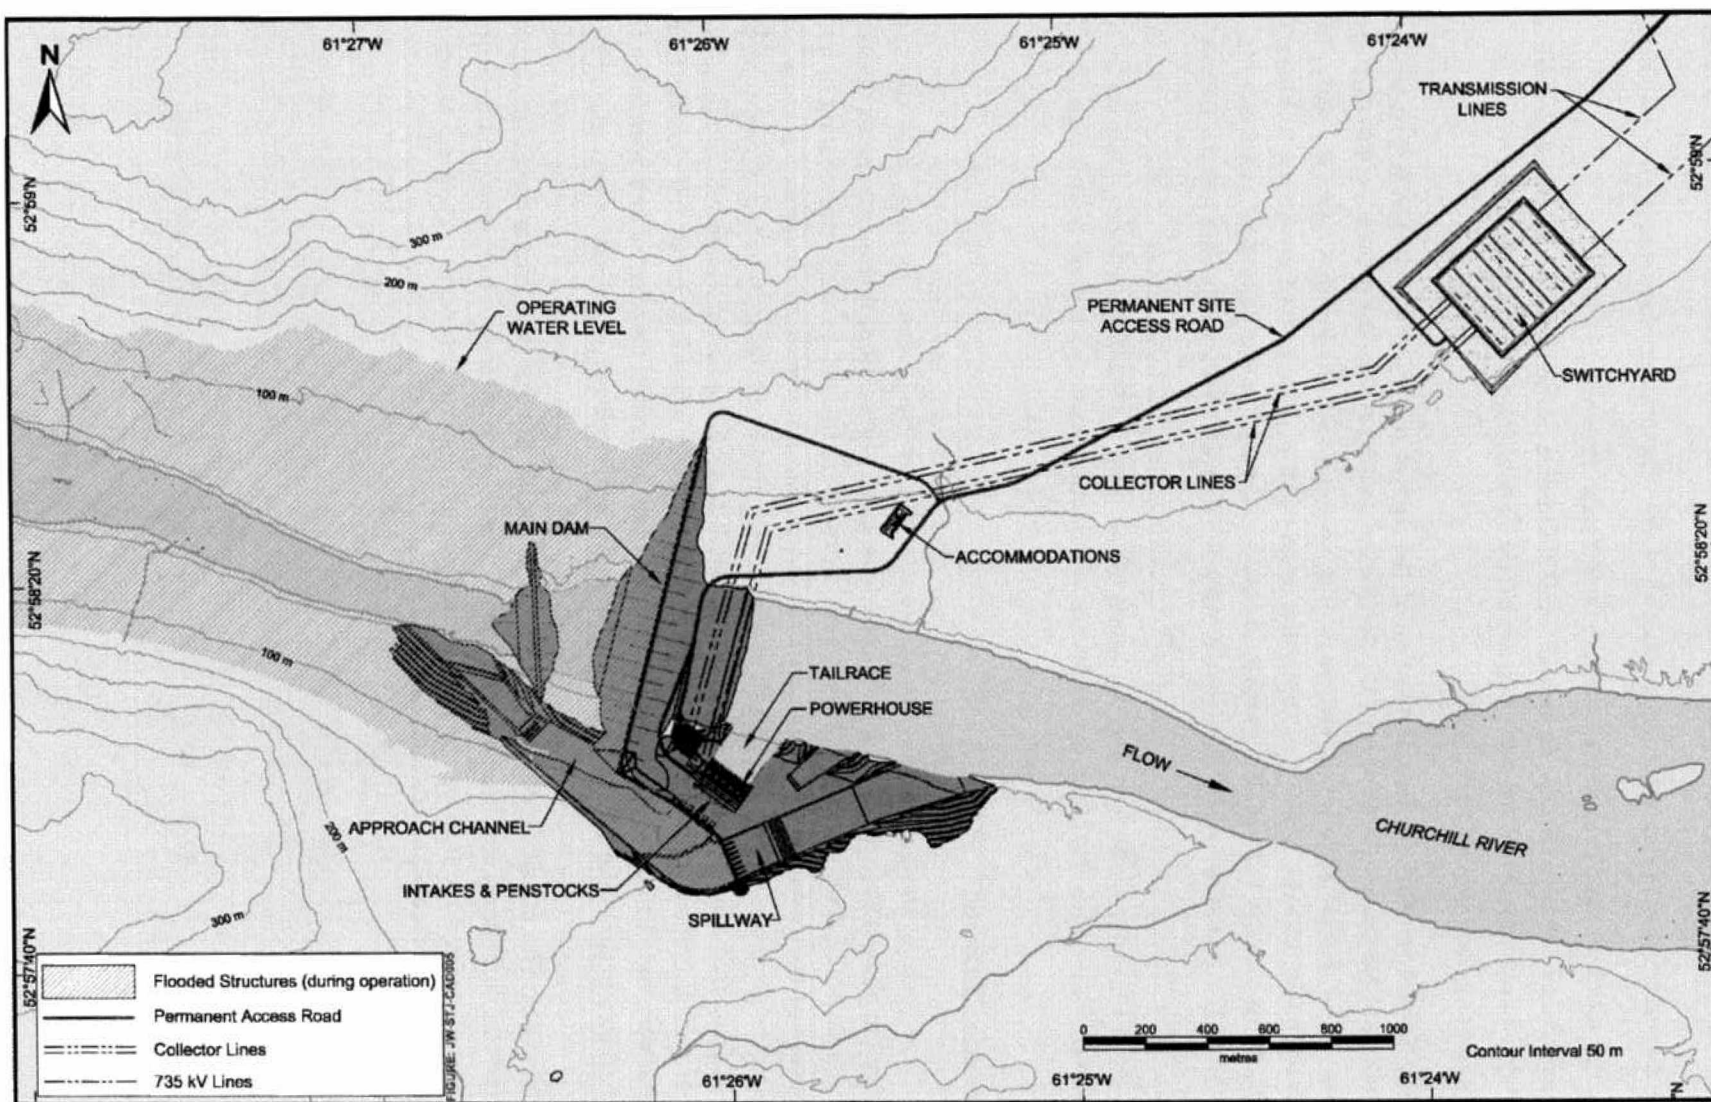 N
61°27'W
61°26'W
61°25'W
61°24'W
TRANSMISSION
LINES
52°59'N
52°59'N
300 m
200 m
OPERATING
WATER LEVEL
PERMANENT SITE
ACCESS ROAD
SWITCHYARD
100 m
COLLECTOR LINES
MAIN DAM
ACCOMMODATIONS
52°58'20"N
52°58'20"N
100 m
TAILRACE
POWERHOUSE
FLOW
CHURCHILL RIVER
APPROACH CHANNEL
200 m
INTAKES & PENSTOCKS
SPILLWAY
300 m
52°57'40"N
52°57'40"N
Flooded Structures (during operation)
Permanent Access Road
Collector Lines
735 kV Lines
FIGURE: JW-STJ-CAD005
0 200 400 600 800 1000
metres
Contour Interval 50 m
61°26'W
61°25'W
61°24'W
"N